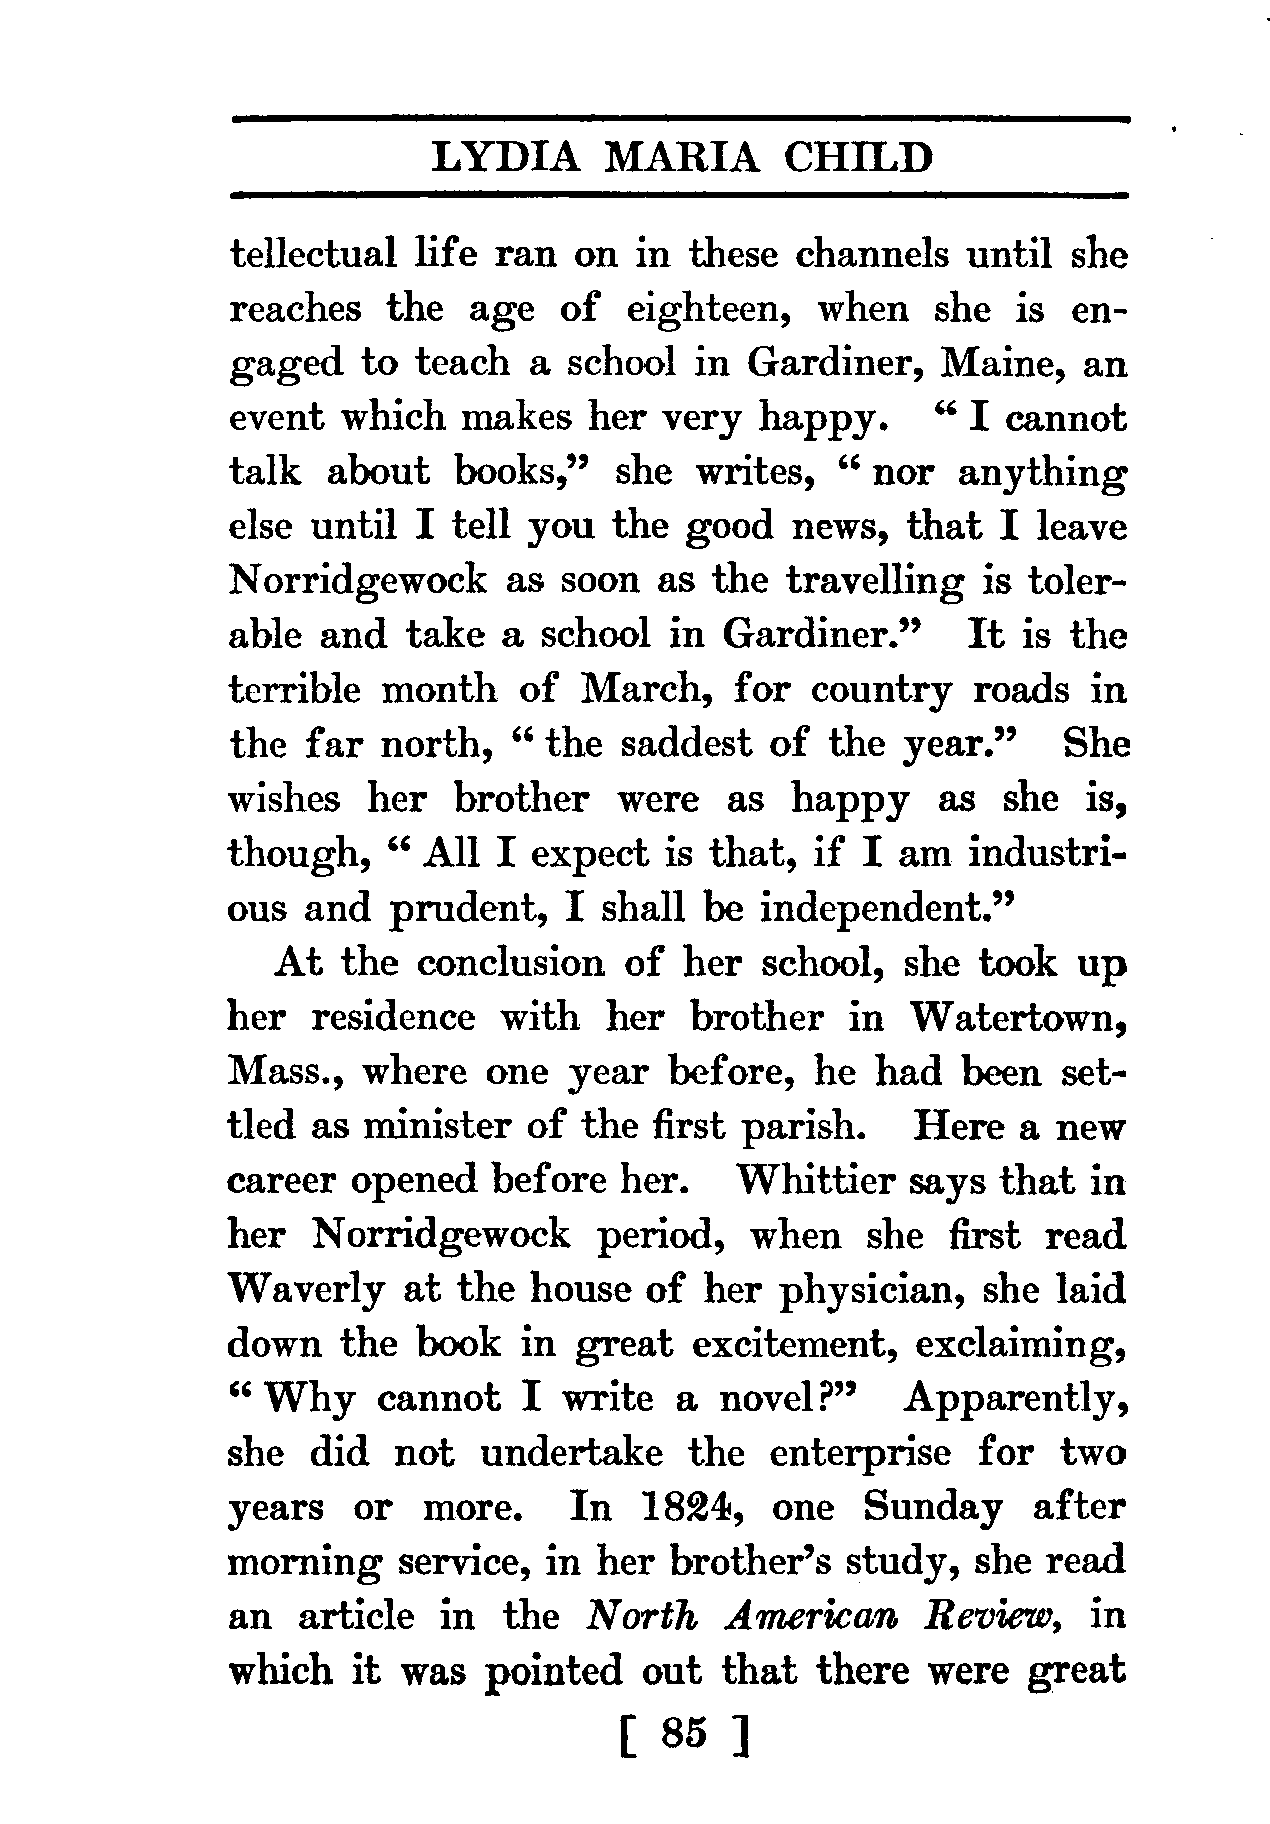 LYDIA MARIA CHILD
tellectual life ran on in these channels until she
reaches the age of eighteen, when she is en-
gaged to teach a school in Gardiner, Maine, an
event which makes her very happy. “ I cannot
talk about books,” she writes, “ nor anything
else until I tell you the good news, that I leave
Norridgewock as soon as the travelling is toler-
able and take a school in Gardiner.” It is the
terrible month of March, for country roads in
the far north, “ the saddest of the year.” She
wishes her brother were as happy as she is,
though, “ All I expect is that, if I am industri-
ous and prudent, I shall be independent.”
At the conclusion of her school, she took up
her residence with her brother in Watertown,
Mass., where one year before, he had been set-
tled as minister of the first parish. Here a new
career opened before her. Whittier says that in
her Norridgewock period, when she first read
Waverly at the house of her physician, she laid
down the book in great excitement, exclaiming,
“ Why cannot I write a novel?” Apparently,
she did not undertake the enterprise for two
years or more. In 1824, one Sunday after
morning service, in her brother’s study, she read
an article in the North American Review, in
which it was pointed out that there were great
[ 85 ]